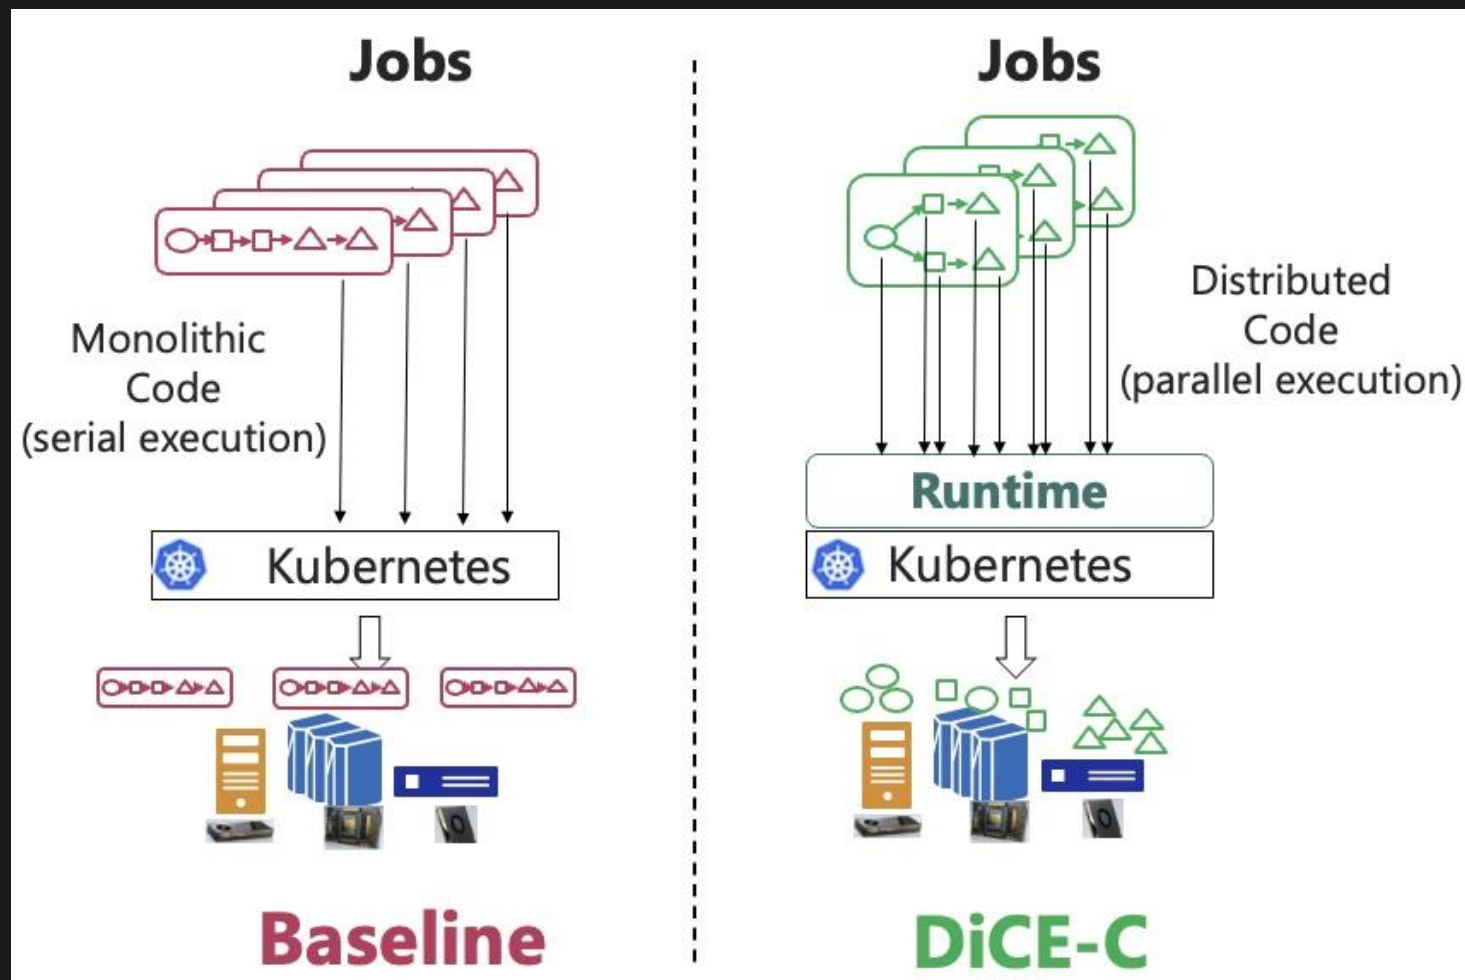 Jobs
Monolithic
Code
(serial execution)
Kubernetes
Baseline
Jobs
Distributed
Code
(parallel execution)
Runtime
Kubernetes
DiCE-C